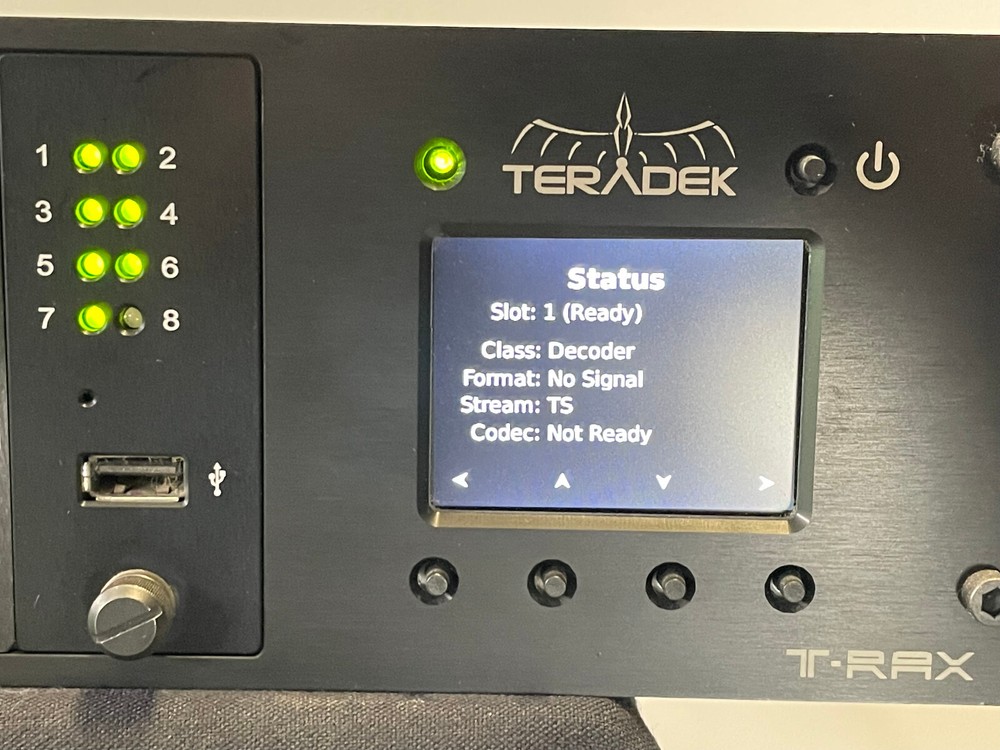 1 2
3 4
5 6
7 8
TERADEK
Status
Slot: 1 (Ready)
Class: Decoder
Format: No Signal
Stream: TS
Codec: Not Ready
T-RAX